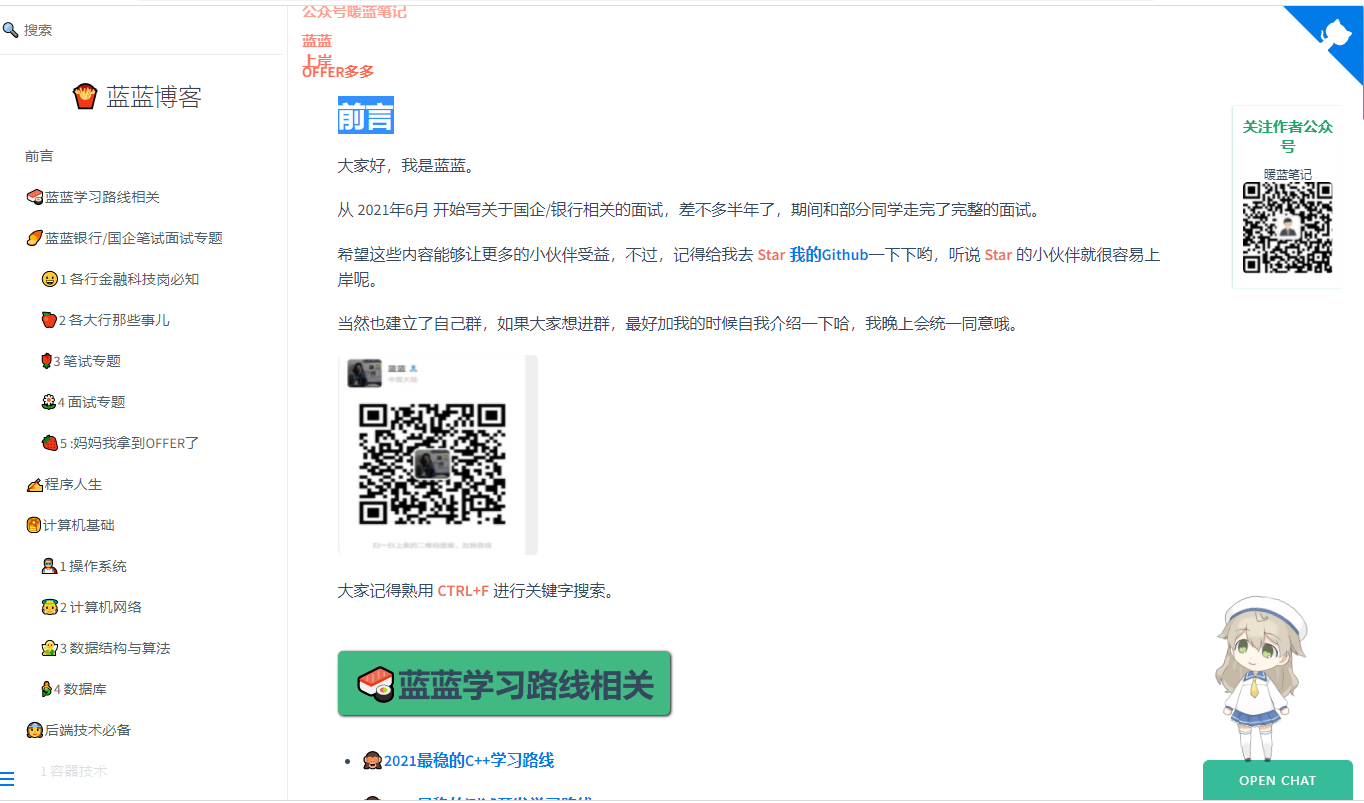 搜索
蓝蓝博客
前言
蓝蓝学习路线相关
蓝蓝银行/国企笔试面试专题
1 各行金融科技岗必知
2 各大行那些事儿
3 笔试专题
4 面试专题
5 :妈妈我拿到OFFER了
程序人生
计算机基础
1 操作系统
2 计算机网络
3 数据结构与算法
4 数据库
后端技术必备
1 容器技术
公众号暖蓝笔记
蓝蓝
上岸
OFFER多多
前言
大家好，我是蓝蓝。
从 2021年6月 开始写关于国企/银行相关的面试，差不多半年了，期间和部分同学走完了完整的面试。
希望这些内容能够让更多的小伙伴受益，不过，记得给我去 Star 我的Github一下下哟，听说 Star 的小伙伴就很容易上
岸呢。
当然也建立了自己群，如果大家想进群，最好加我的时候自我介绍一下哈，我晚上会统一同意哦。
蓝蓝
中国大陆
扫一扫上面的二维码图案，加我微信
大家记得熟用 CTRL+F 进行关键字搜索。
蓝蓝学习路线相关
2021最稳的C++学习路线
关注作者公众
号
暖蓝笔记
OPEN CHAT